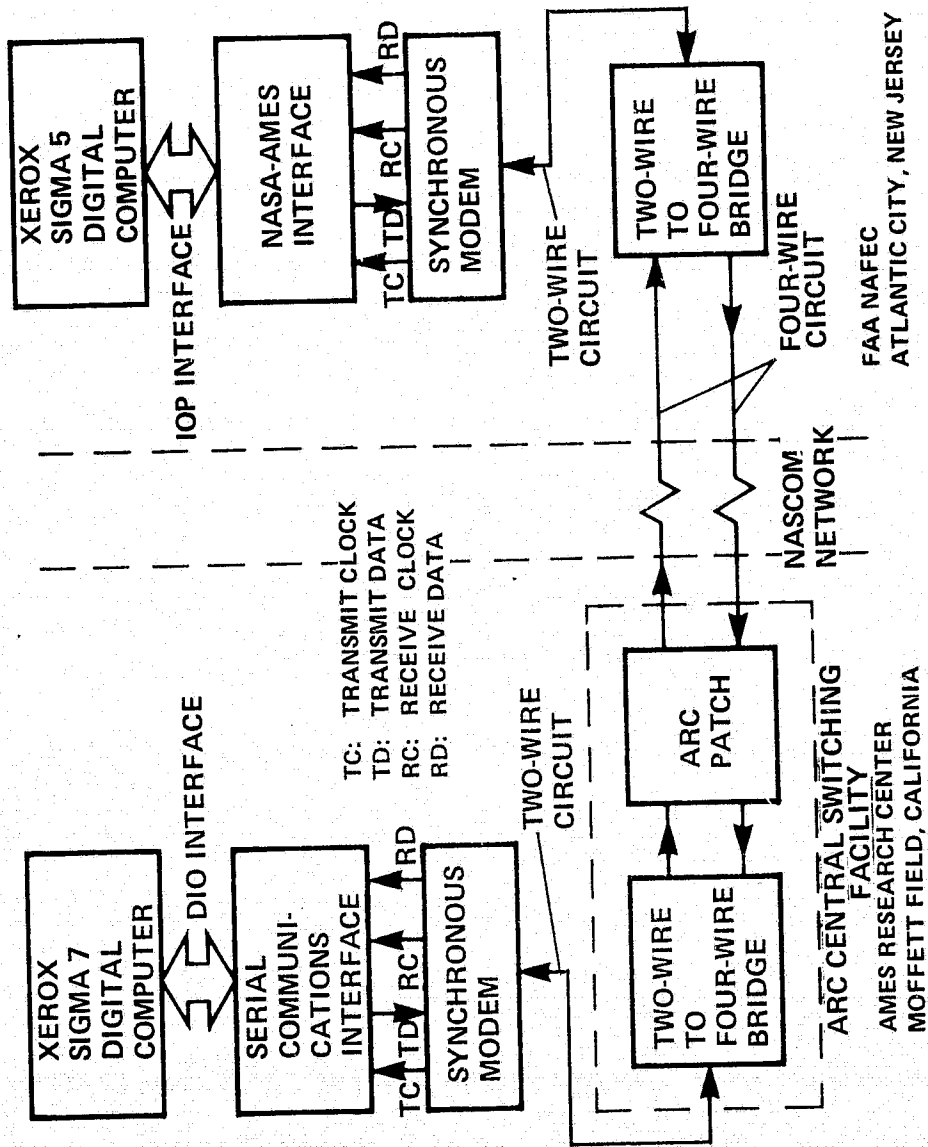 XEROX
SIGMA 7
DIGITAL
COMPUTER
DIO INTERFACE
SERIAL
COMMUNI-
CATIONS
INTERFACE
TC TD RC RD
SYNCHRONOUS
MODEM
TWO-WIRE
CIRCUIT
TWO-WIRE
TO
FOUR-WIRE
BRIDGE
ARC
PATCH
ARC CENTRAL SWITCHING
FACILITY
AMES RESEARCH CENTER
MOFFETT FIELD, CALIFORNIA
TC: TRANSMIT CLOCK
TD: TRANSMIT DATA
RC: RECEIVE CLOCK
RD: RECEIVE DATA
NASCOM
NETWORK
XEROX
SIGMA 5
DIGITAL
COMPUTER
IOP INTERFACE
NASA-AMES
INTERFACE
TC TD RC RD
SYNCHRONOUS
MODEM
TWO-WIRE
CIRCUIT
TWO-WIRE
TO
FOUR-WIRE
BRIDGE
FOUR-WIRE
CIRCUIT
FAA NAFEC
ATLANTIC CITY, NEW JERSEY